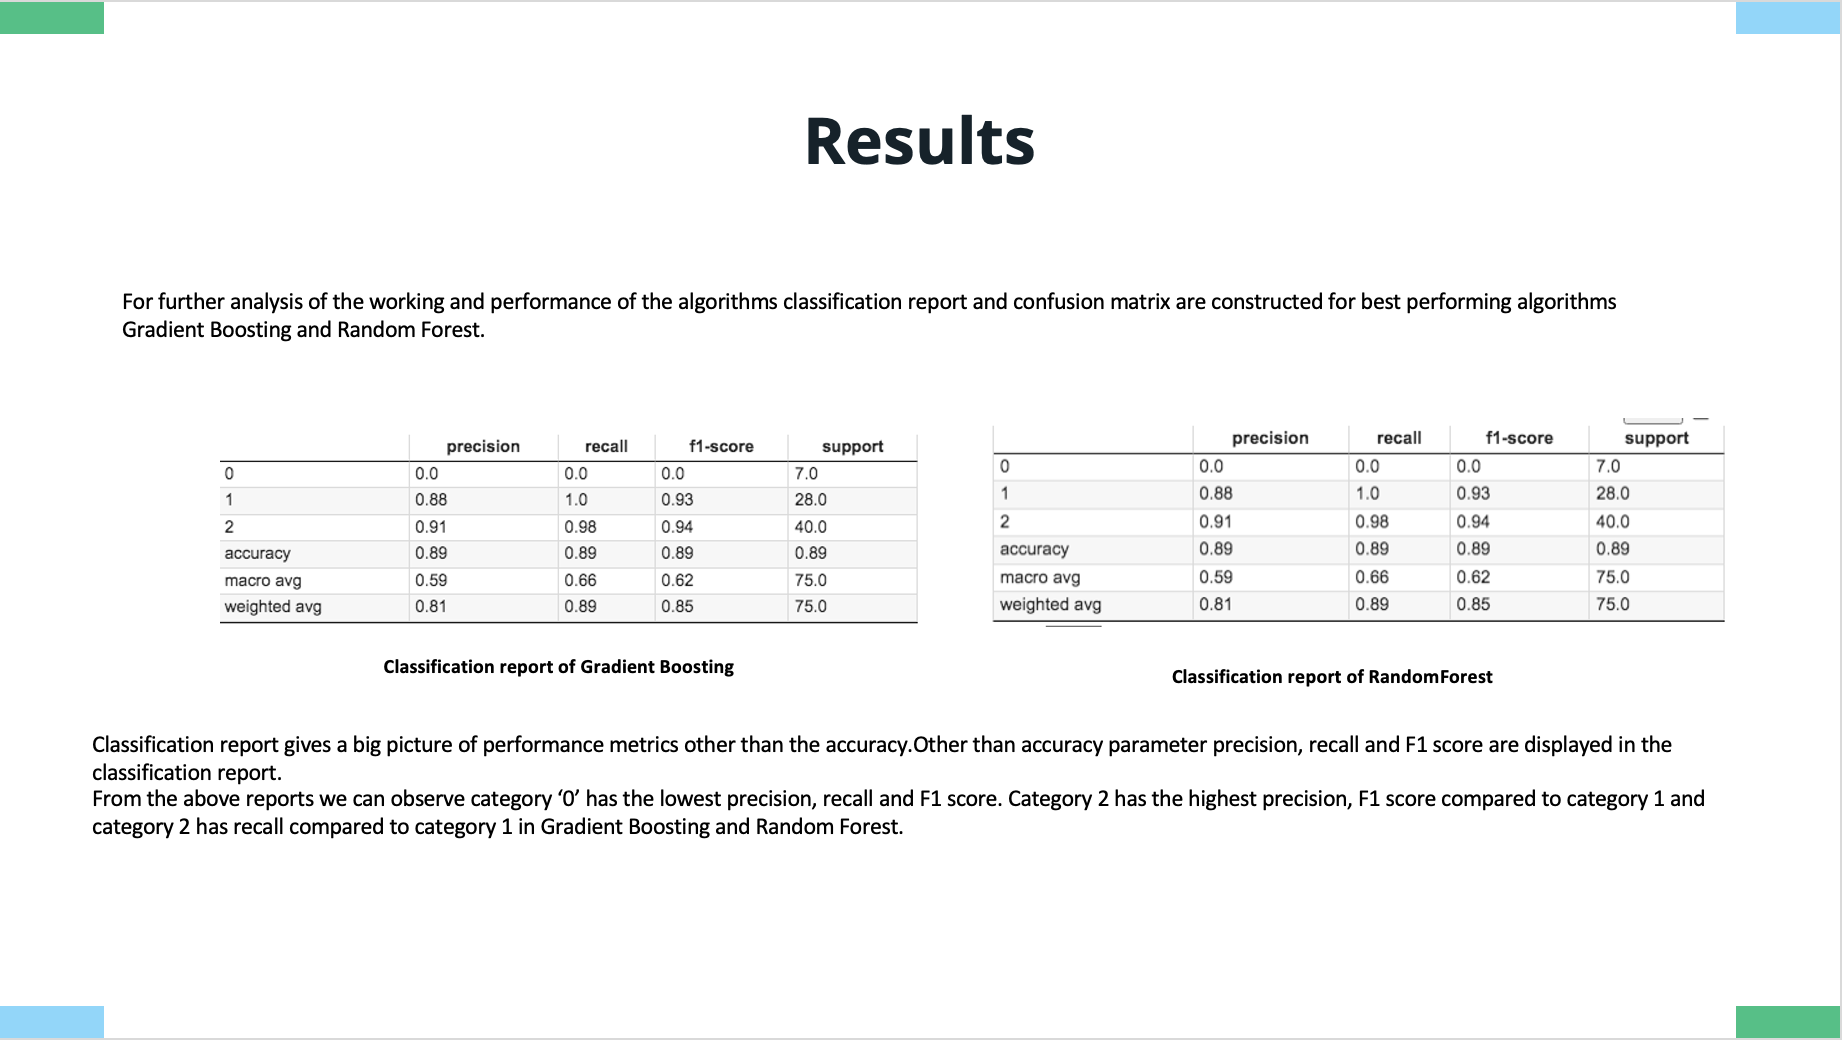 Results
For further analysis of the working and performance of the algorithms classification report and confusion matrix are constructed for best performing algorithms
Gradient Boosting and Random Forest.
precision recall f1-score support
0 0.0 0.0 0.0 7.0
1 0.88 1.0 0.93 28.0
2 0.91 0.98 0.94 40.0
accuracy 0.89 0.89 0.89 0.89
macro avg 0.59 0.66 0.62 75.0
weighted avg 0.81 0.89 0.85 75.0
Classification report of Gradient Boosting
precision recall f1-score support
0 0.0 0.0 0.0 7.0
1 0.88 1.0 0.93 28.0
2 0.91 0.98 0.94 40.0
accuracy 0.89 0.89 0.89 0.89
macro avg 0.59 0.66 0.62 75.0
weighted avg 0.81 0.89 0.85 75.0
Classification report of RandomForest
Classification report gives a big picture of performance metrics other than the accuracy.Other than accuracy parameter precision, recall and F1 score are displayed in the
classification report.
From the above reports we can observe category ‘0’ has the lowest precision, recall and F1 score. Category 2 has the highest precision, F1 score compared to category 1 and
category 2 has recall compared to category 1 in Gradient Boosting and Random Forest.